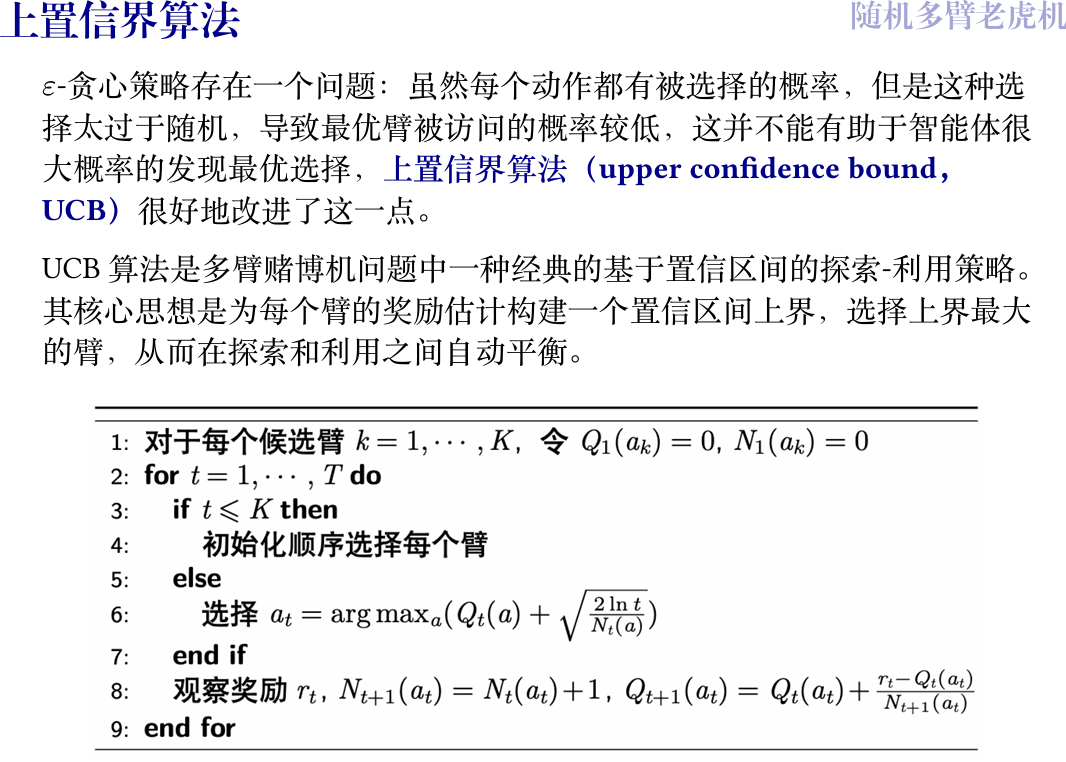 上置信界算法
随机多臂老虎机
ε-贪心策略存在一个问题：虽然每个动作都有被选择的概率，但是这种选
择太过于随机，导致最优臂被访问的概率较低，这并不能有助于智能体很
大概率的发现最优选择，上置信界算法（upper confidence bound，
UCB）很好地改进了这一点。
UCB 算法是多臂赌博机问题中一种经典的基于置信区间的探索-利用策略。
其核心思想是为每个臂的奖励估计构建一个置信区间上界，选择上界最大
的臂，从而在探索和利用之间自动平衡。
1: 对于每个候选臂 k = 1, ⋯ , K, 令 Q₁(aₖ) = 0, N₁(aₖ) = 0
2: for t = 1, ⋯ , T do
3: if t ⩽ K then
4: 初始化顺序选择每个臂
5: else
6: 选择 a_t = arg max_a(Q_t(a) + √(2 ln t / N_t(a)))
7: end if
8: 观察奖励 r_t, N_{t+1}(a_t) = N_t(a_t)+1, Q_{t+1}(a_t) = Q_t(a_t)+ (r_t−Q_t(a_t)) / N_{t+1}(a_t)
9: end for